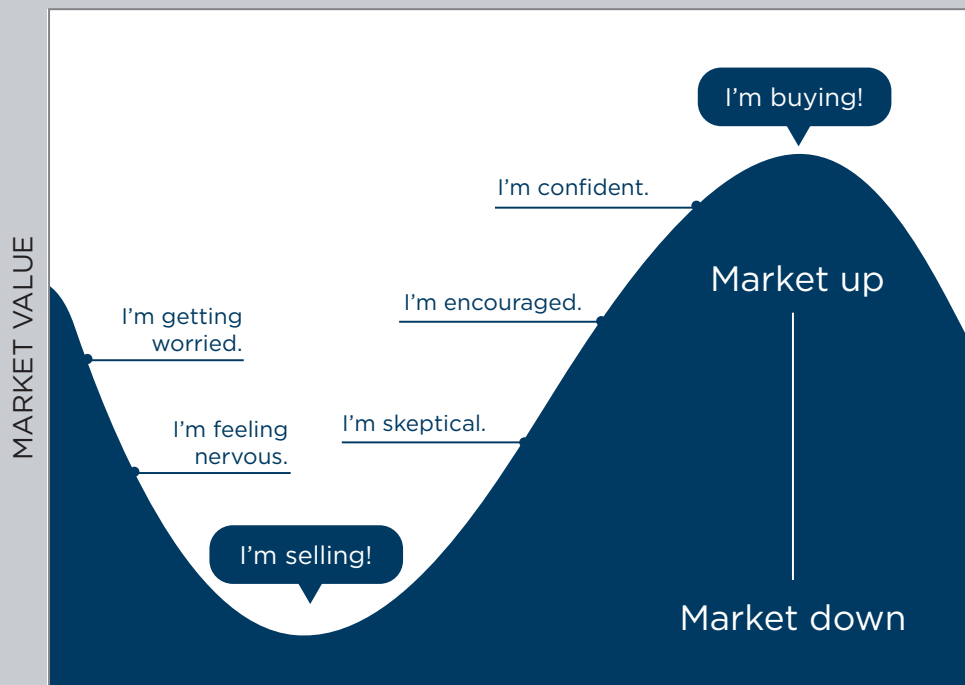 MARKET VALUE
I’m getting
worried.
I’m feeling
nervous.
I’m selling!
I’m skeptical.
I’m encouraged.
I’m confident.
I’m buying!
Market up
Market down